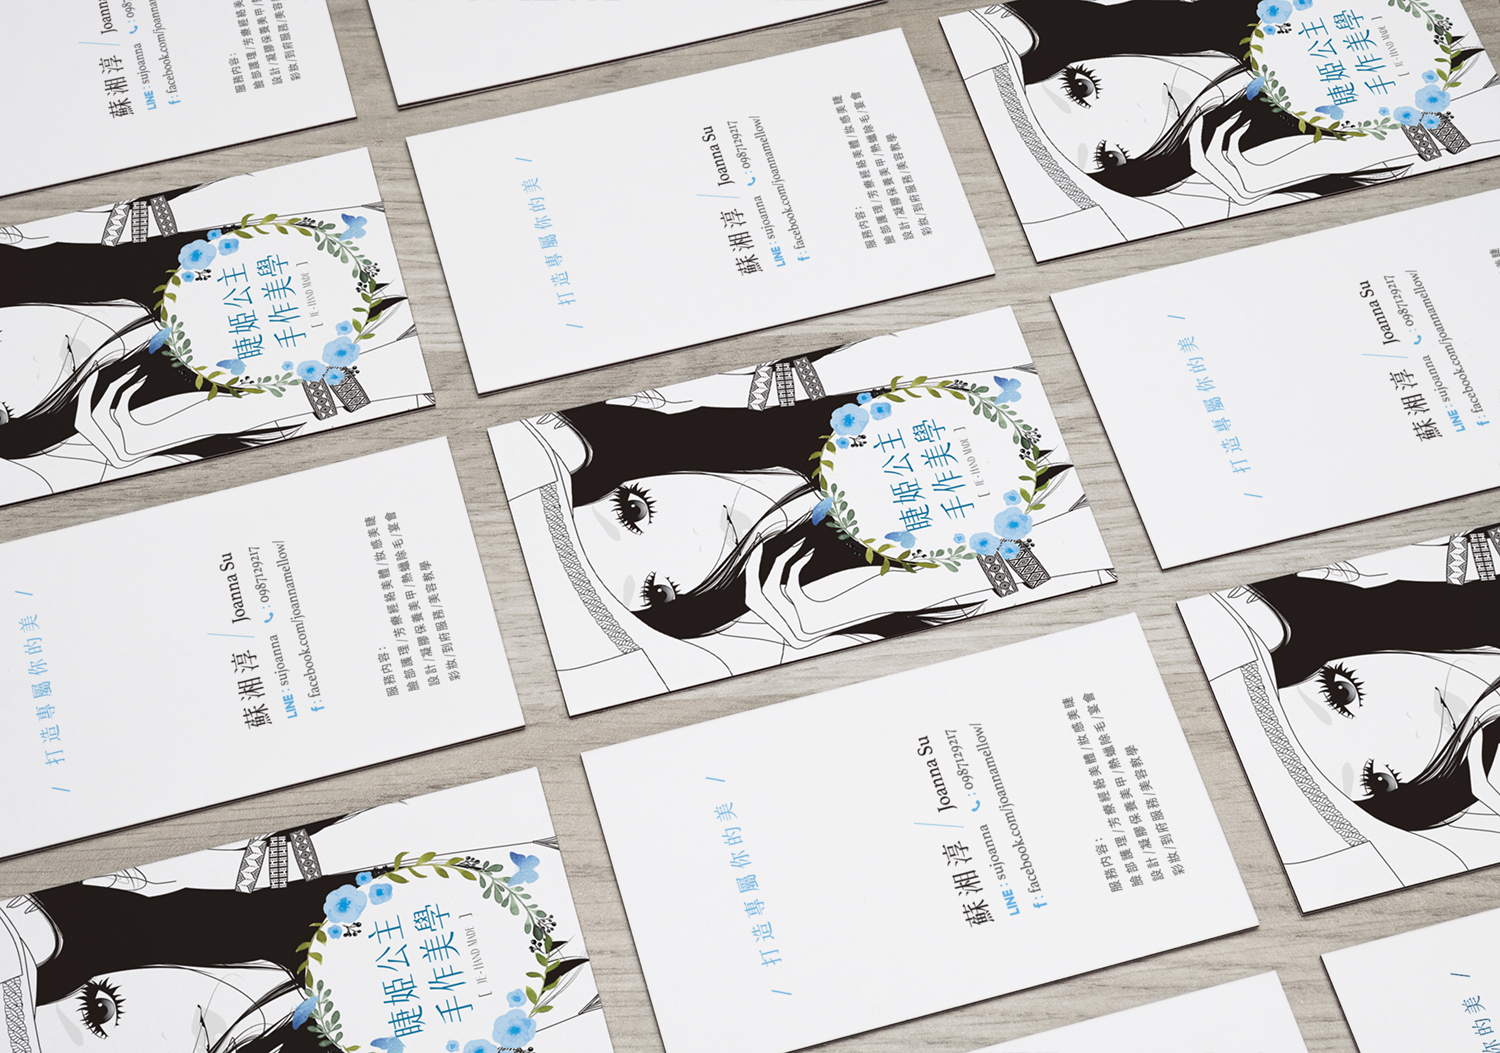 睫姬公主
手作美學
[ JE - HAND MADE ]
/ 打造專屬你的美 /
蘇湘淳 / Joanna Su
LINE : sujoanna 📞 : 0987129217
f : facebook.com/joannamellow/
服務內容:
臉部護理/芳療經絡美體/妝感美睫
設計/凝膠保養美甲/熱蠟除毛/宴會
彩妝/到府服務/美容教學